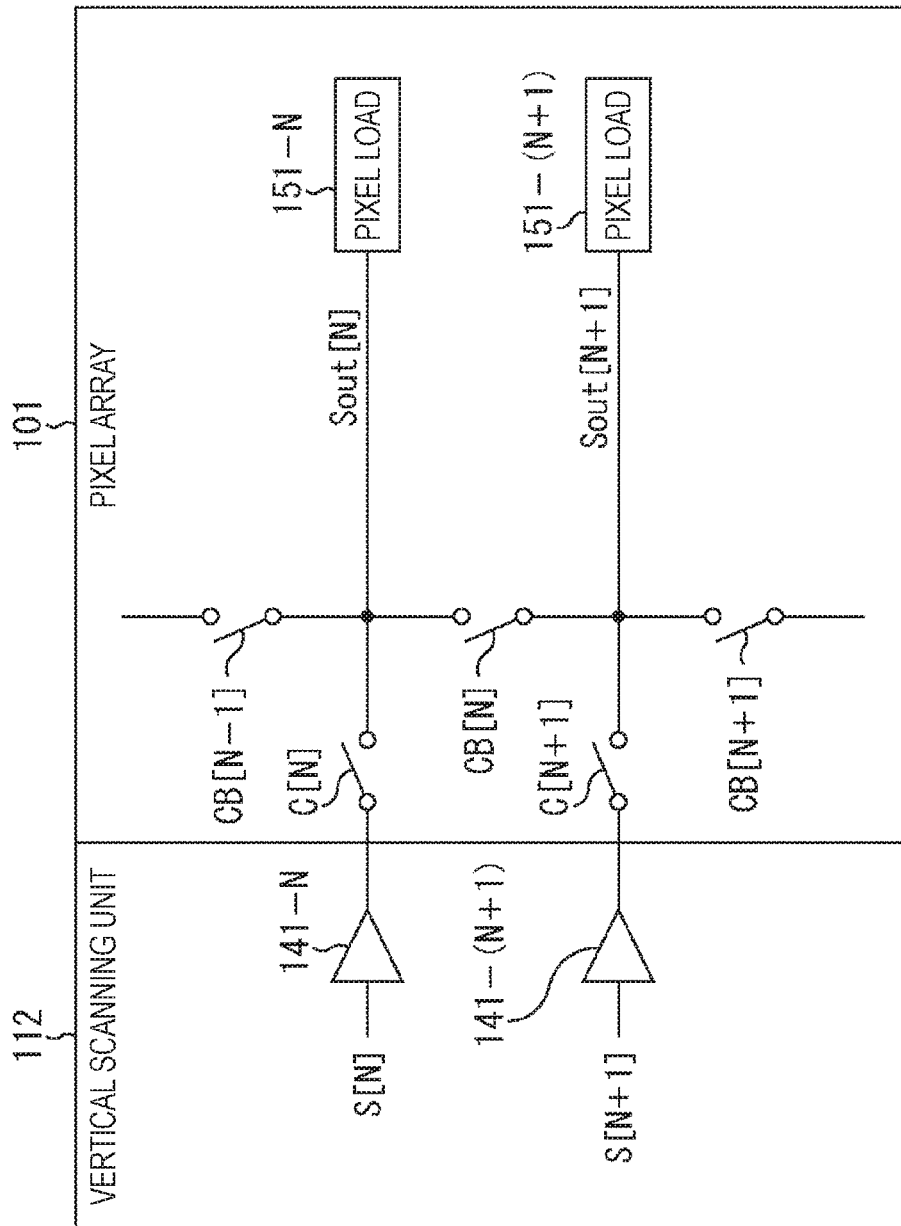 112
VERTICAL SCANNING UNIT
101
PIXEL ARRAY
CB[N-1]
141-N
S[N]
C[N]
Sout[N]
151-N
PIXEL LOAD
CB[N]
141-(N+1)
S[N+1]
C[N+1]
Sout[N+1]
151-(N+1)
PIXEL LOAD
CB[N+1]